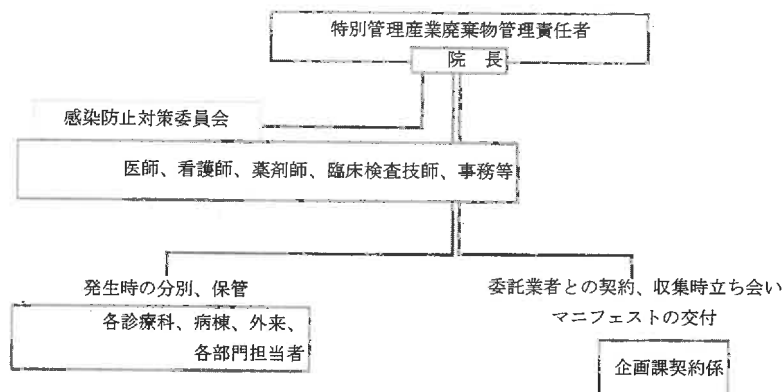 特別管理産業廃棄物管理責任者
院 長
感染防止対策委員会
医師、看護師、薬剤師、臨床検査技師、事務等
発生時の分別、保管
各診療科、病棟、外来、
各部門担当者
委託業者との契約、収集時立ち会い
マニフェストの交付
企画課契約係